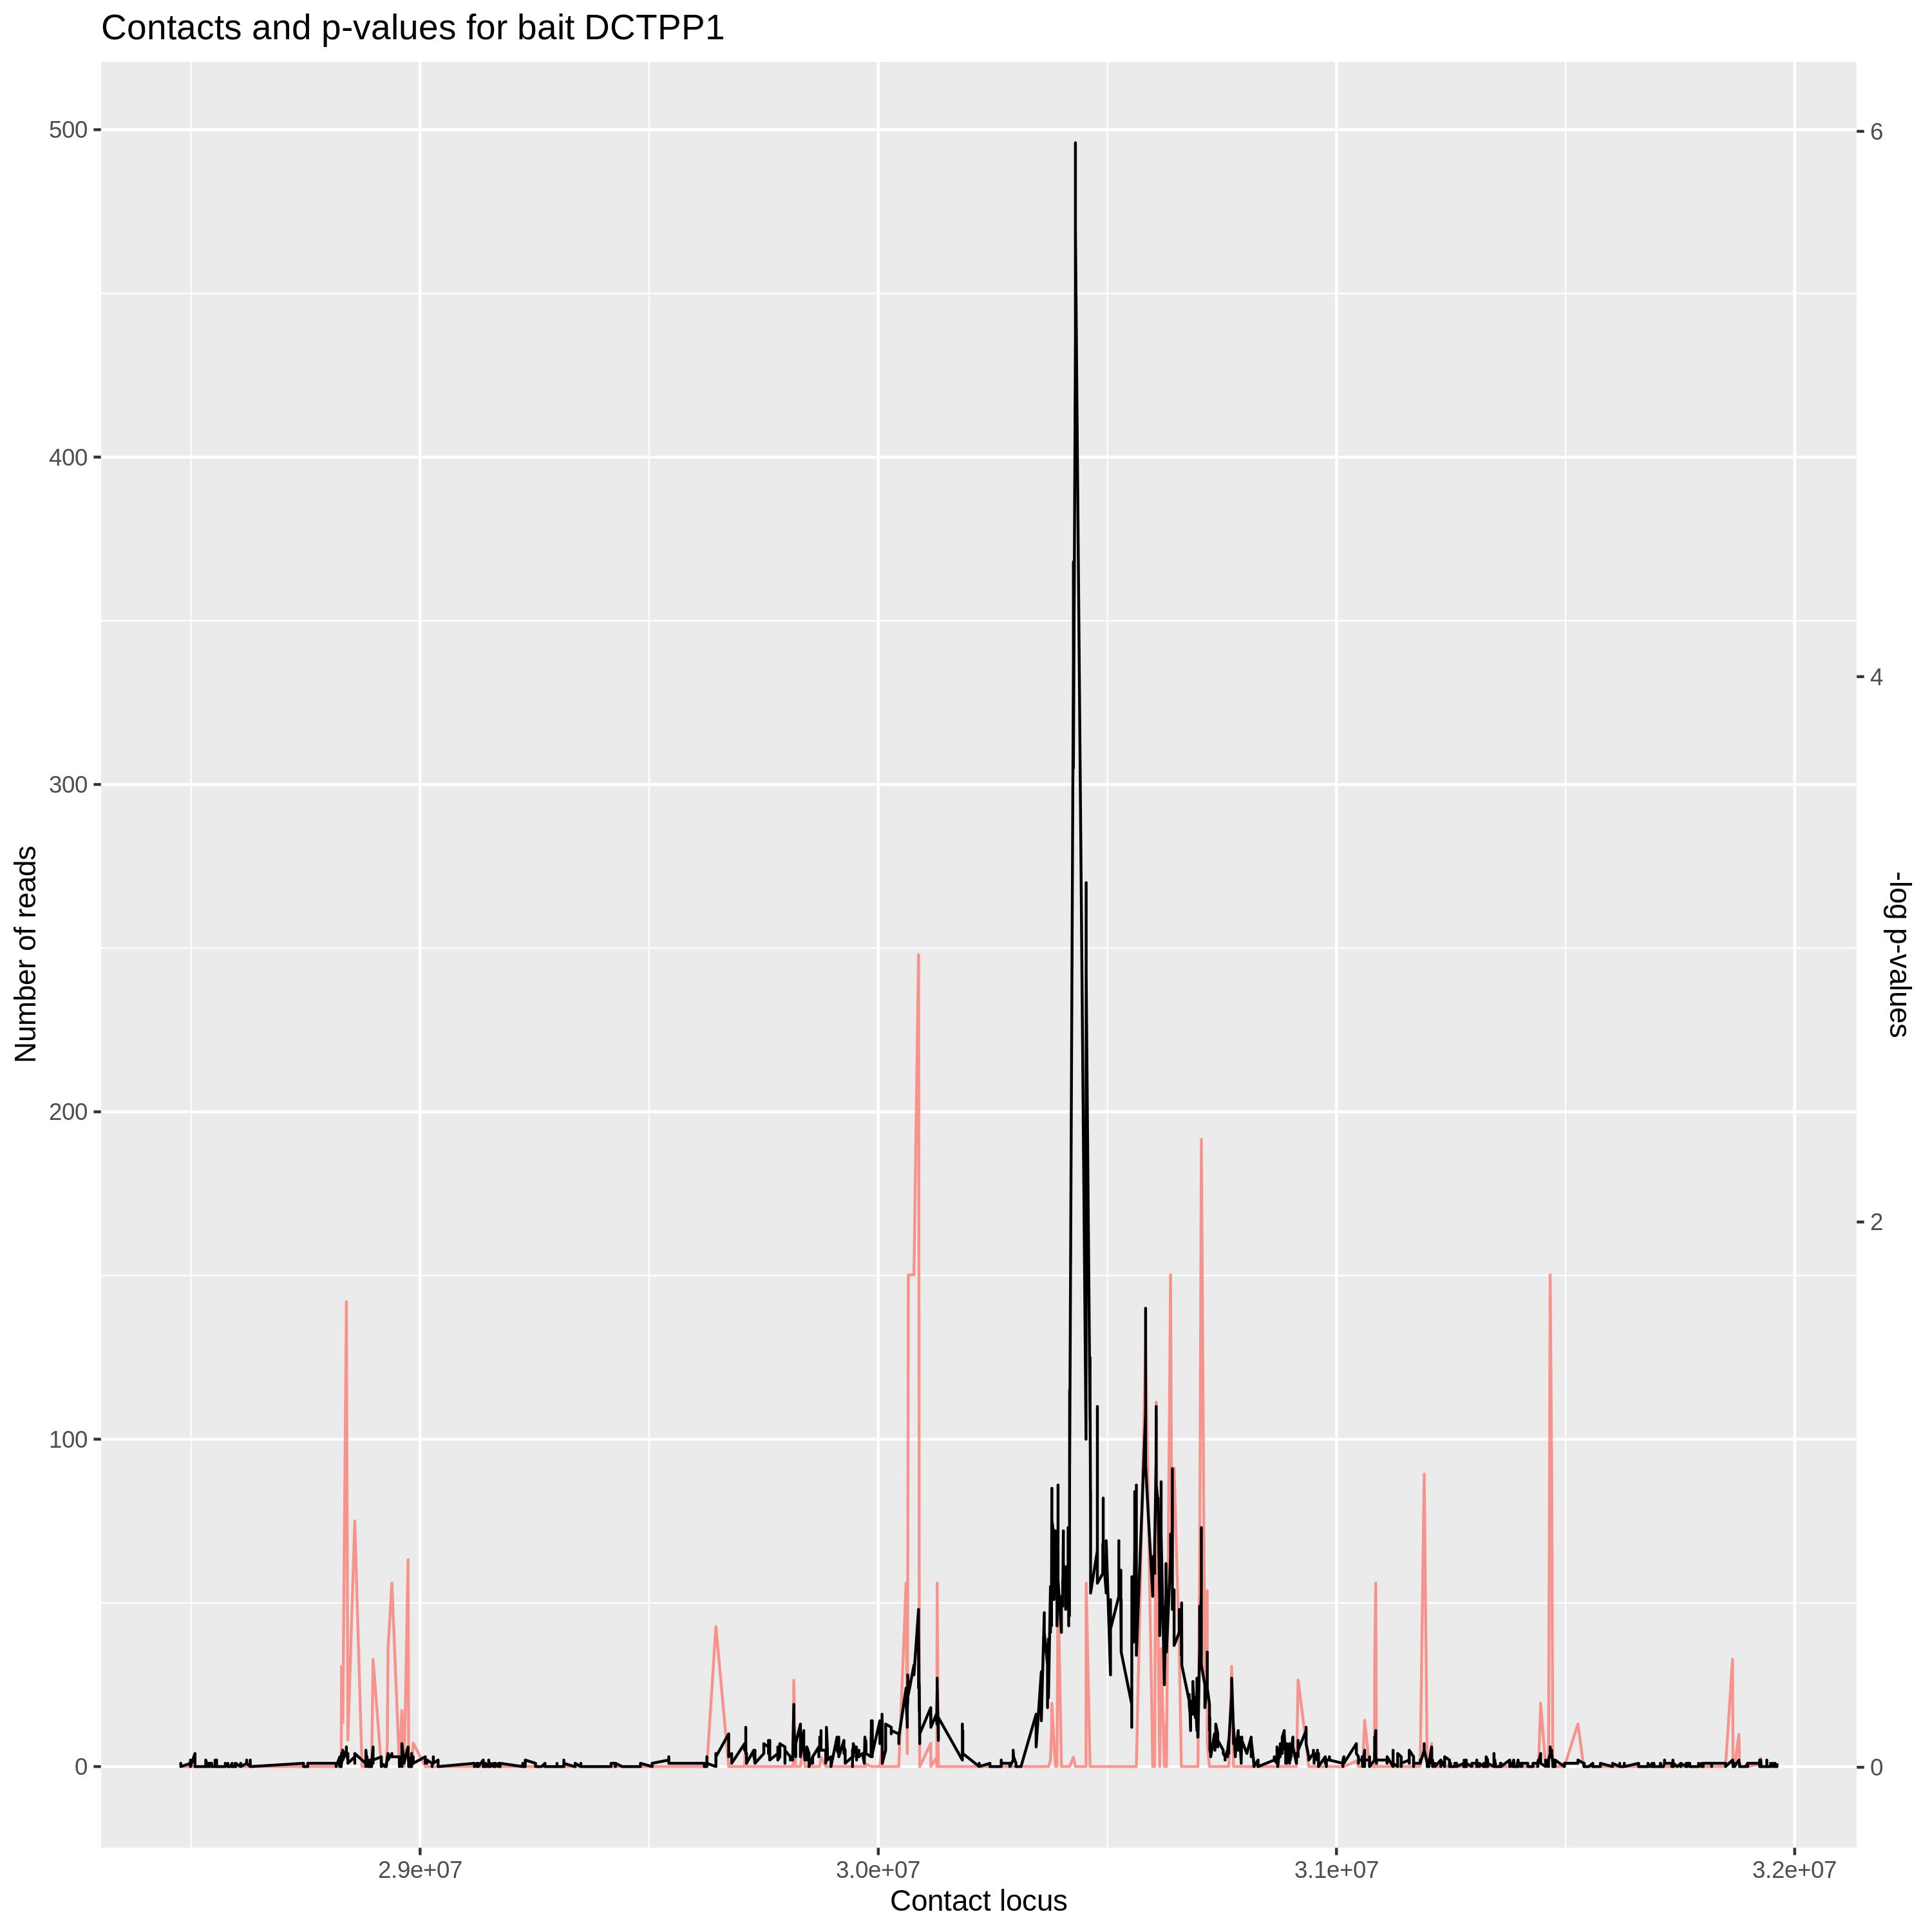 Contacts and p-values for bait DCTPP1
500
400
300
200
100
0
6
4
2
0
Number of reads
-log p-values
2.9e+07
3.0e+07
3.1e+07
3.2e+07
Contact locus